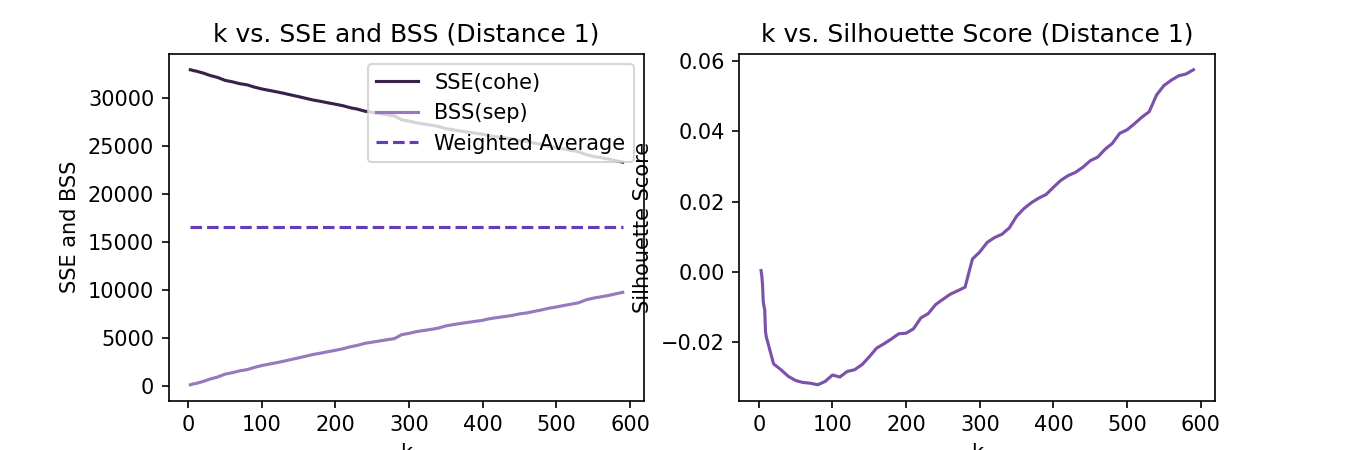 k vs. SSE and BSS (Distance 1)
SSE and BSS
30000
25000
20000
15000
10000
5000
0
SSE(cohe)
BSS(sep)
Weighted Average
0 100 200 300 400 500 600
k
k vs. Silhouette Score (Distance 1)
Silhouette Score
0.06
0.04
0.02
0.00
−0.02
0 100 200 300 400 500 600
k